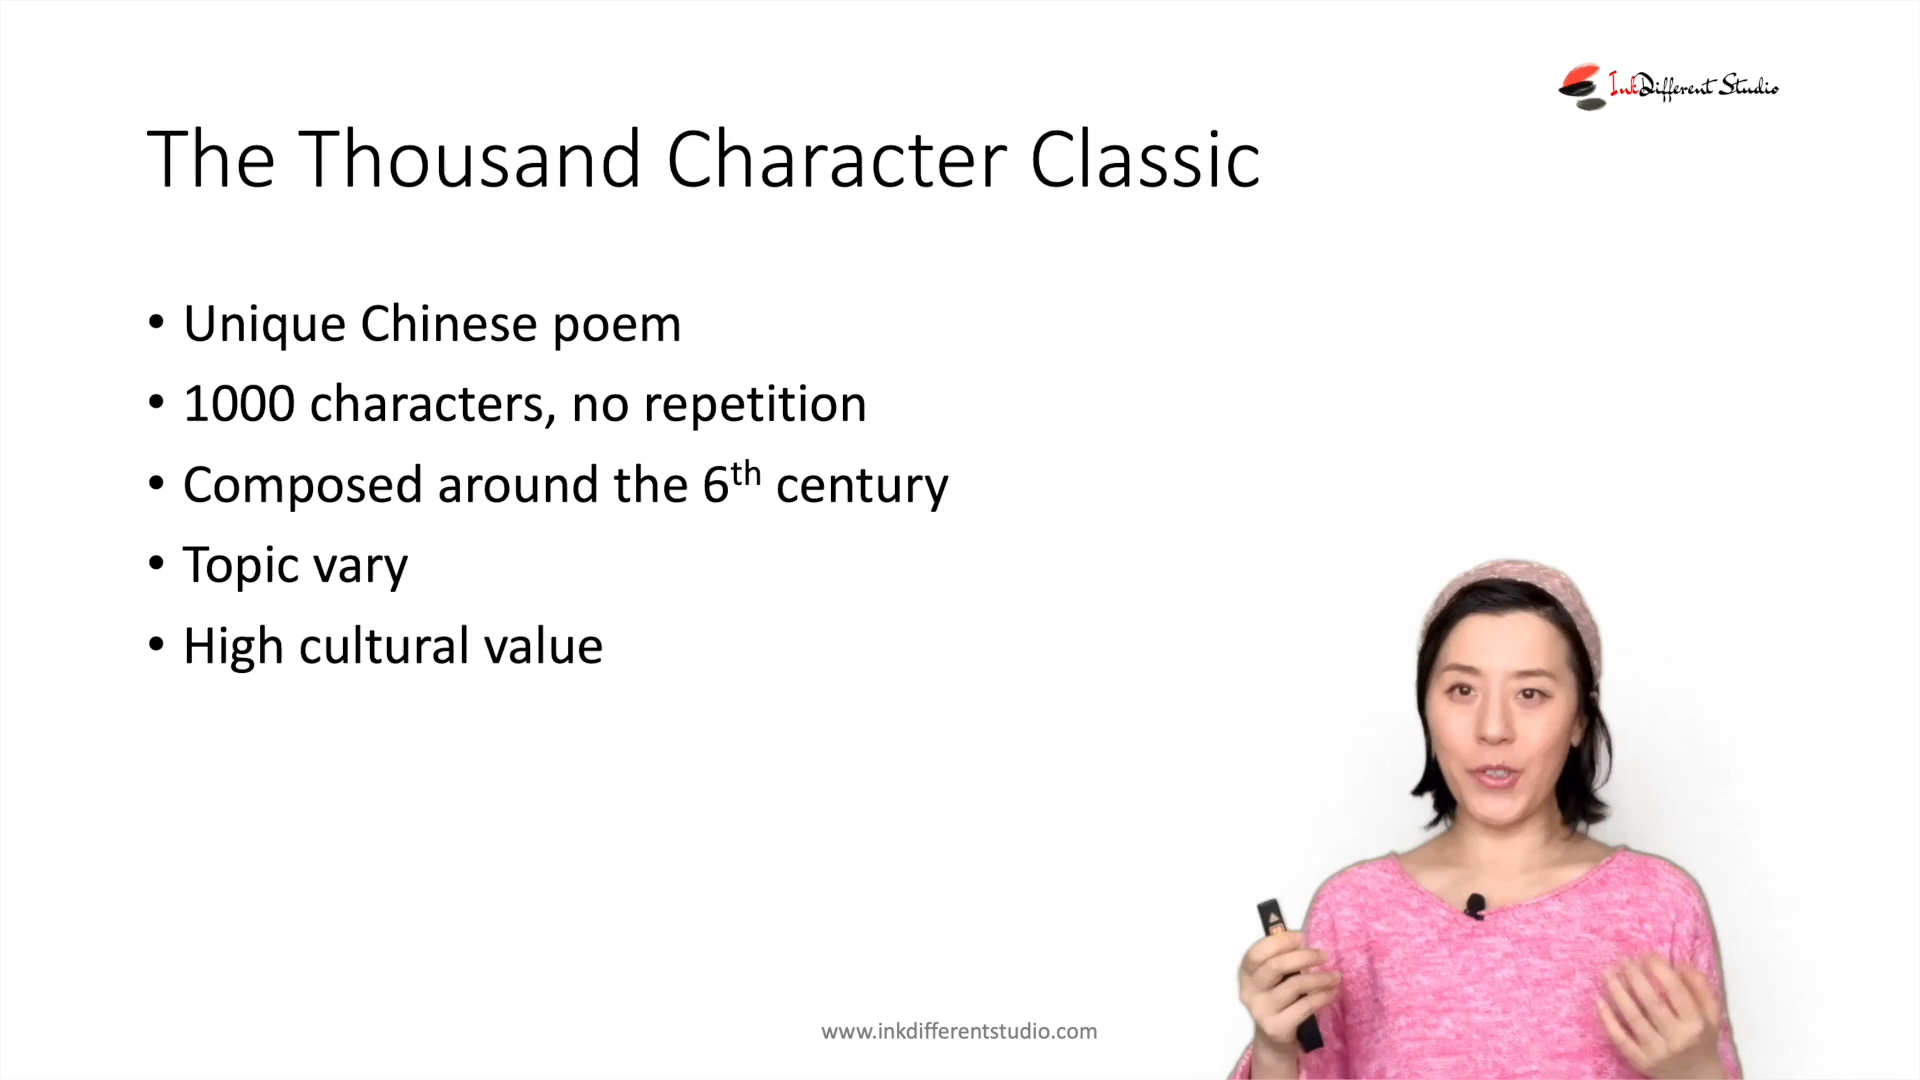 InkDifferent Studio
The Thousand Character Classic
• Unique Chinese poem
• 1000 characters, no repetition
• Composed around the 6th century
• Topic vary
• High cultural value
www.inkdifferentstudio.com